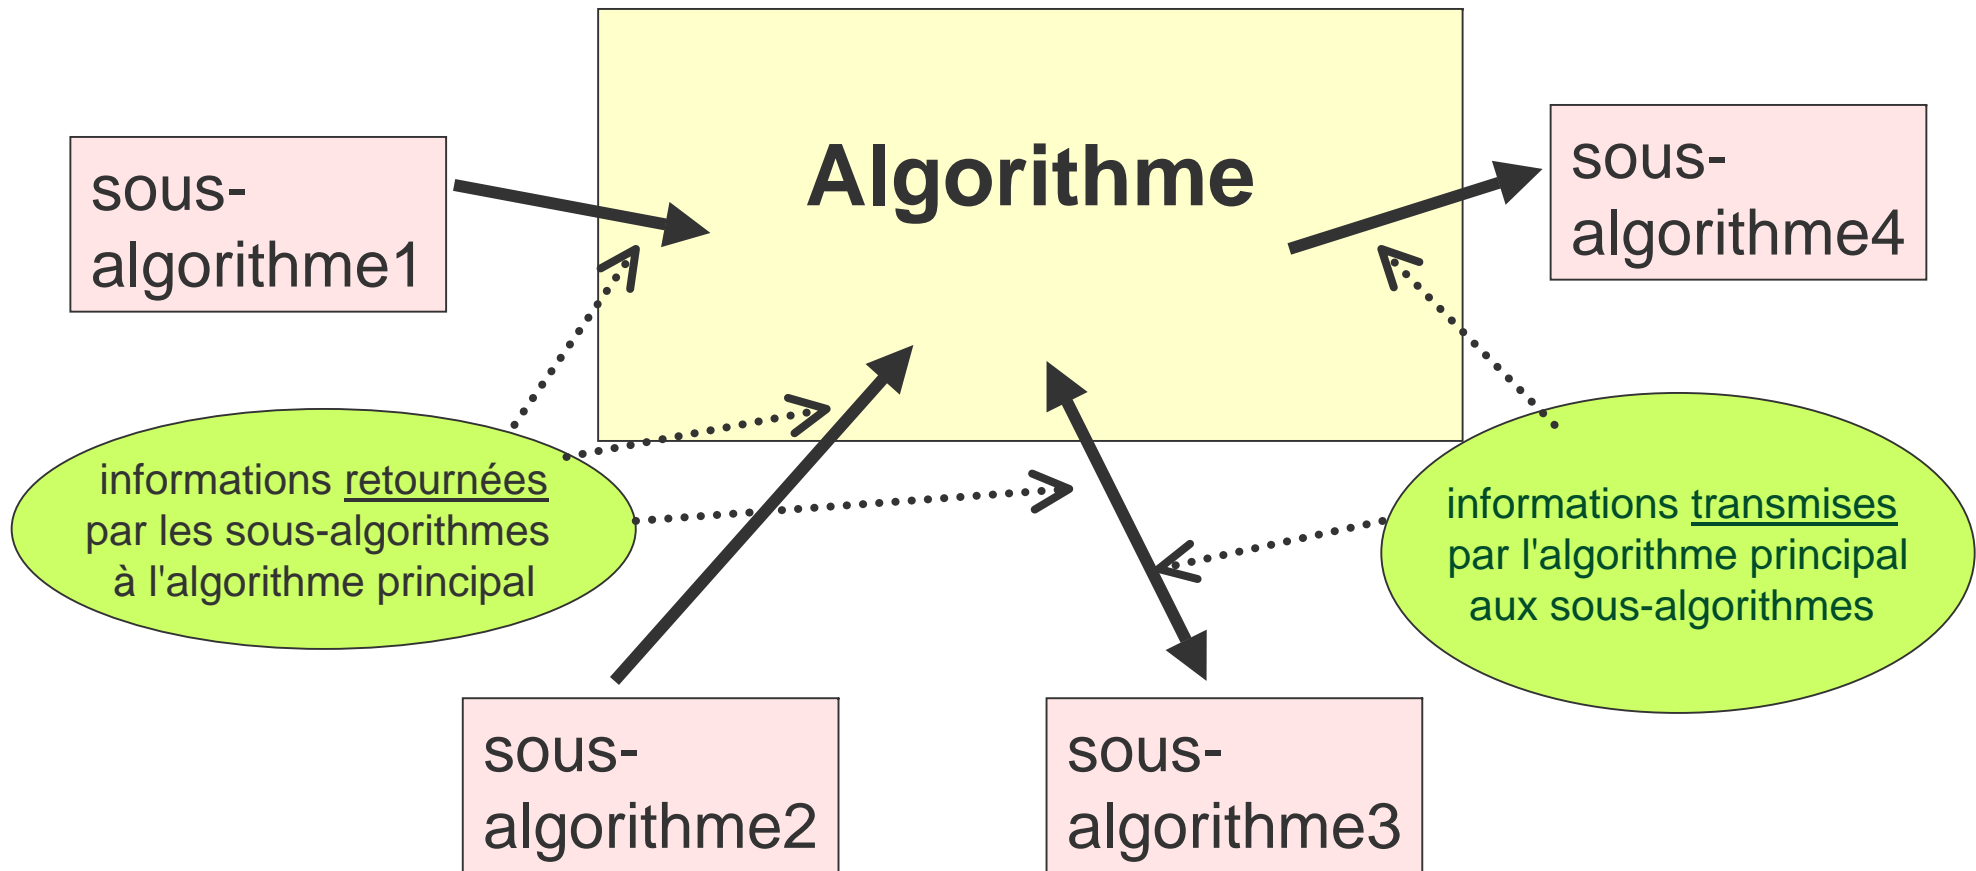 Algorithme
sous-
algorithme1
sous-
algorithme4
informations retournées
par les sous-algorithmes
à l'algorithme principal
informations transmises
par l'algorithme principal
aux sous-algorithmes
sous-
algorithme2
sous-
algorithme3